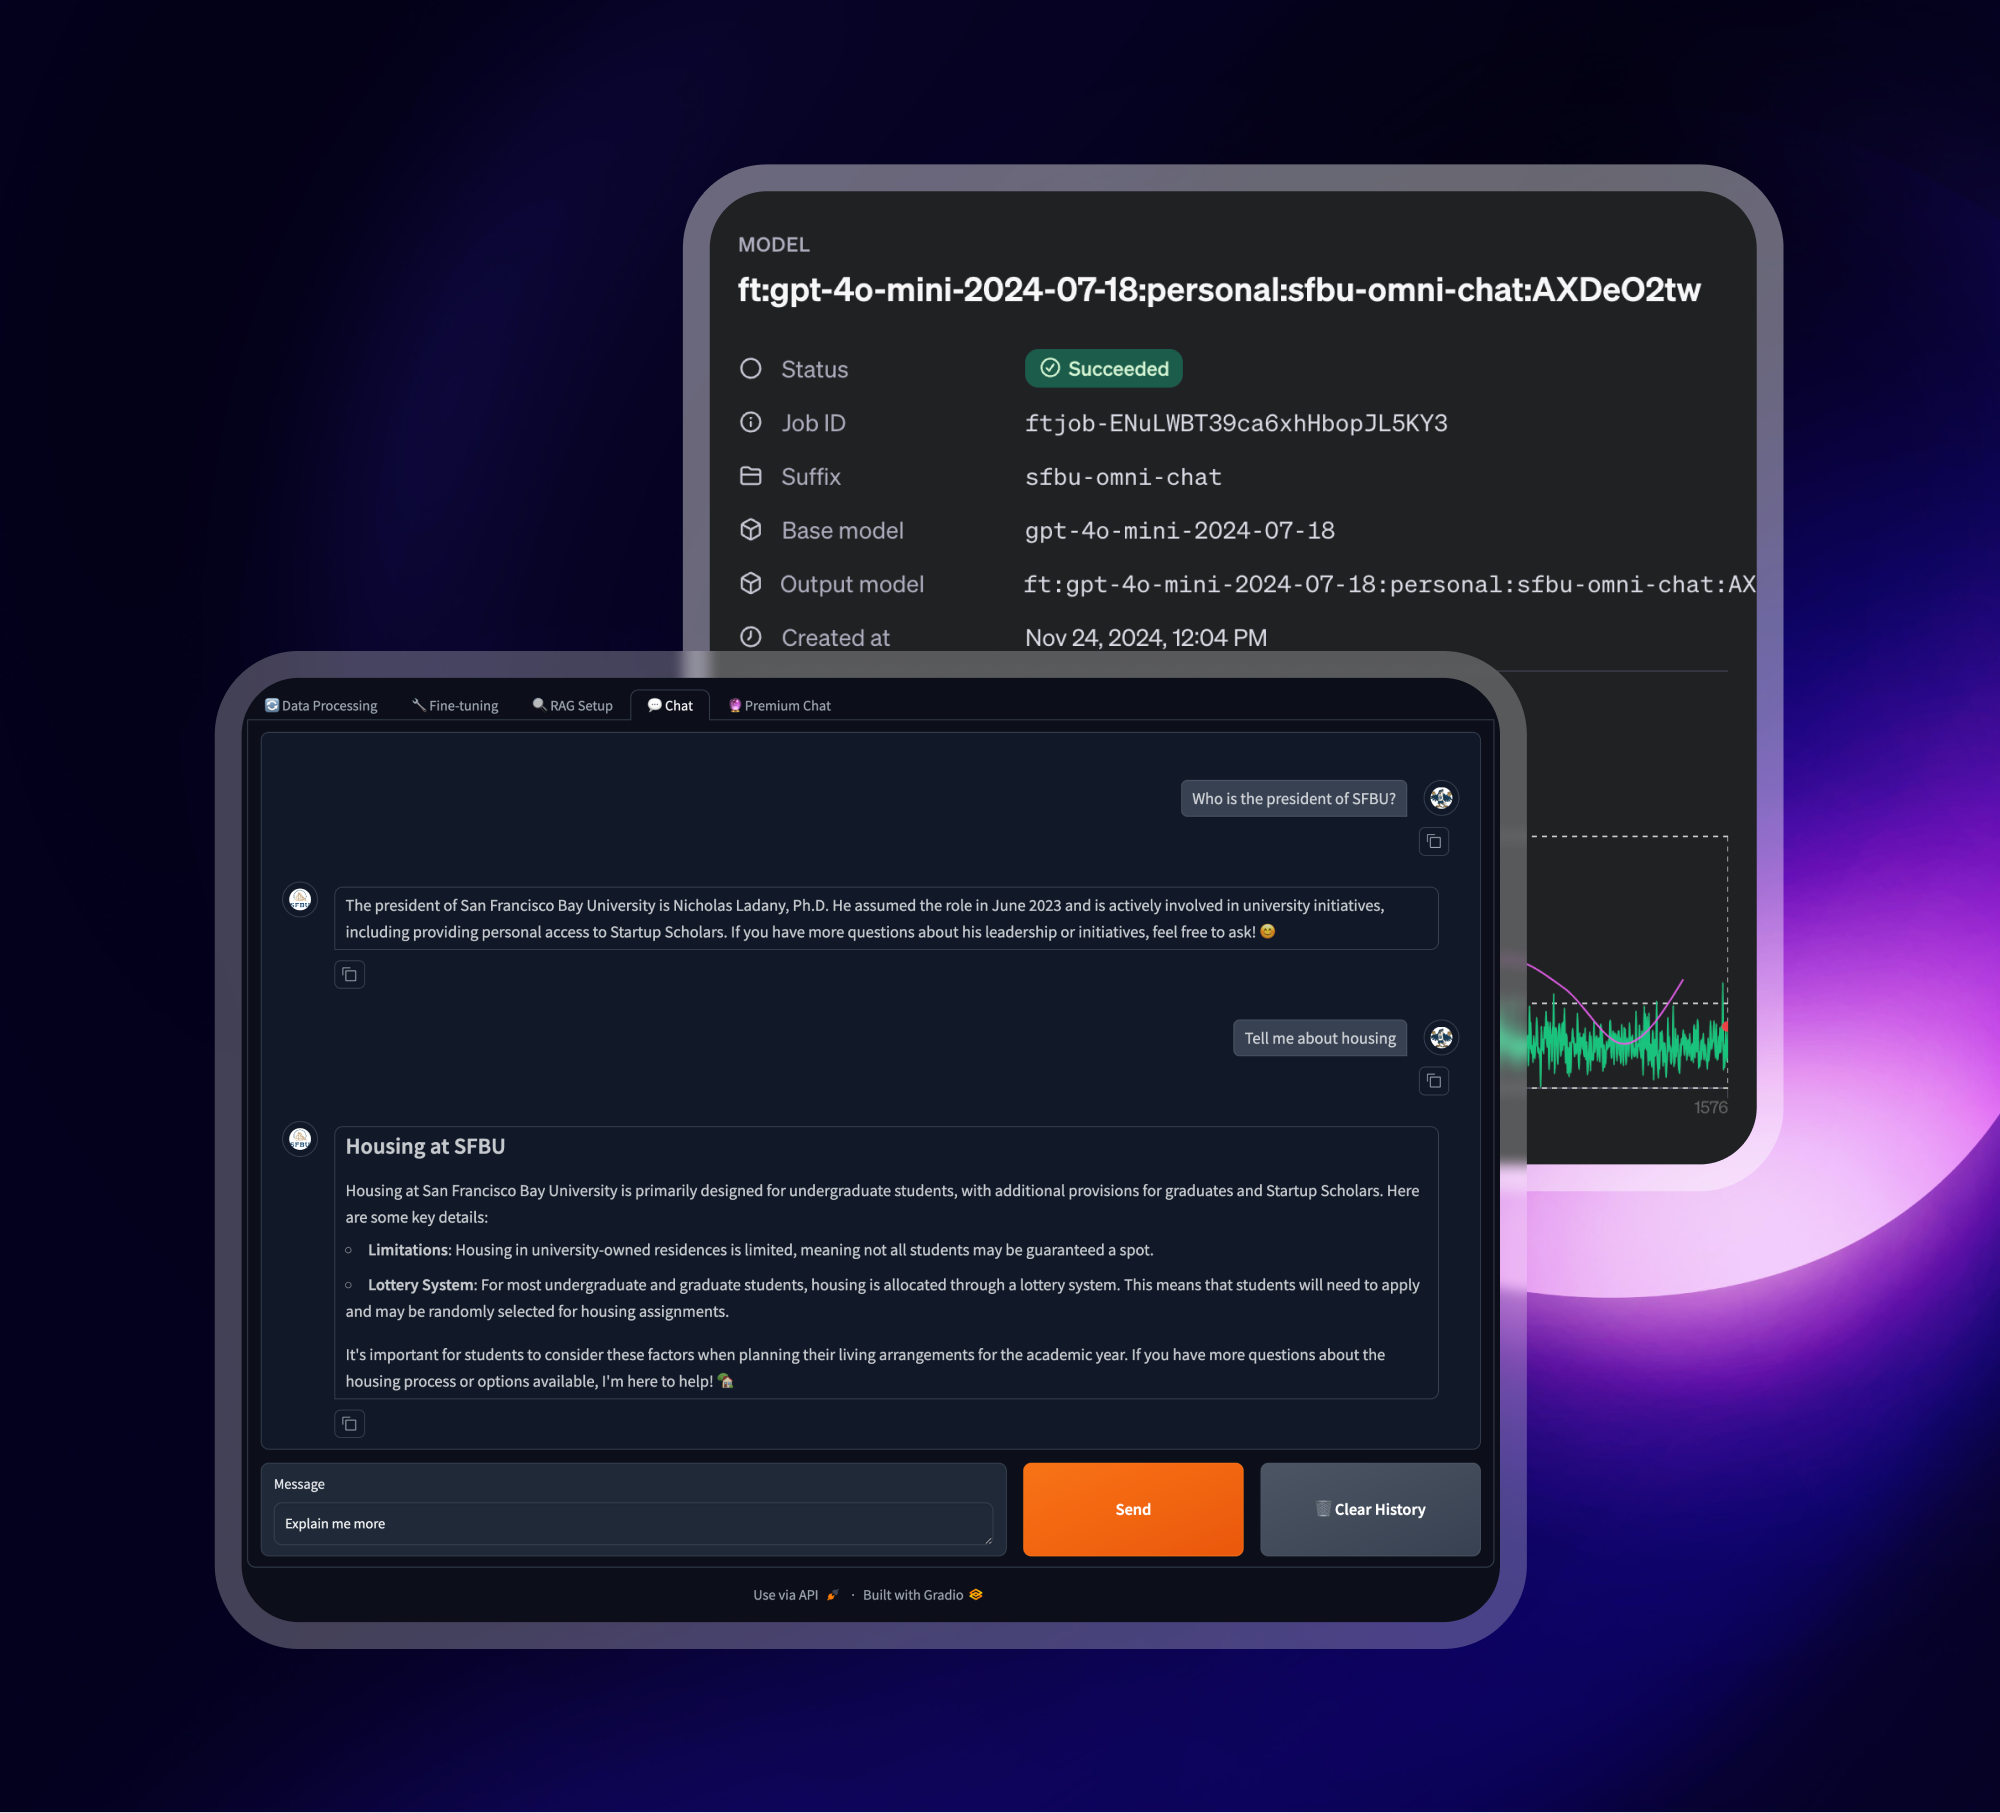 MODEL
ft:gpt-4o-mini-2024-07-18:personal:sfbu-omni-chat:AXDeO2tw
Status Succeeded
Job ID ftjob-ENuLWBT39ca6xhHbopJL5KY3
Suffix sfbu-omni-chat
Base model gpt-4o-mini-2024-07-18
Output model ft:gpt-4o-mini-2024-07-18:personal:sfbu-omni-chat:AX
Created at Nov 24, 2024, 12:04 PM
1576
Data Processing Fine-tuning RAG Setup Chat Premium Chat
Who is the president of SFBU?
The president of San Francisco Bay University is Nicholas Ladany, Ph.D. He assumed the role in June 2023 and is actively involved in university initiatives,
including providing personal access to Startup Scholars. If you have more questions about his leadership or initiatives, feel free to ask! 😊
Tell me about housing
Housing at SFBU
Housing at San Francisco Bay University is primarily designed for undergraduate students, with additional provisions for graduates and Startup Scholars. Here
are some key details:
Limitations: Housing in university-owned residences is limited, meaning not all students may be guaranteed a spot.
Lottery System: For most undergraduate and graduate students, housing is allocated through a lottery system. This means that students will need to apply
and may be randomly selected for housing assignments.
It's important for students to consider these factors when planning their living arrangements for the academic year. If you have more questions about the
housing process or options available, I'm here to help! 🏡
Message
Explain me more
Send
Clear History
Use via API · Built with Gradio